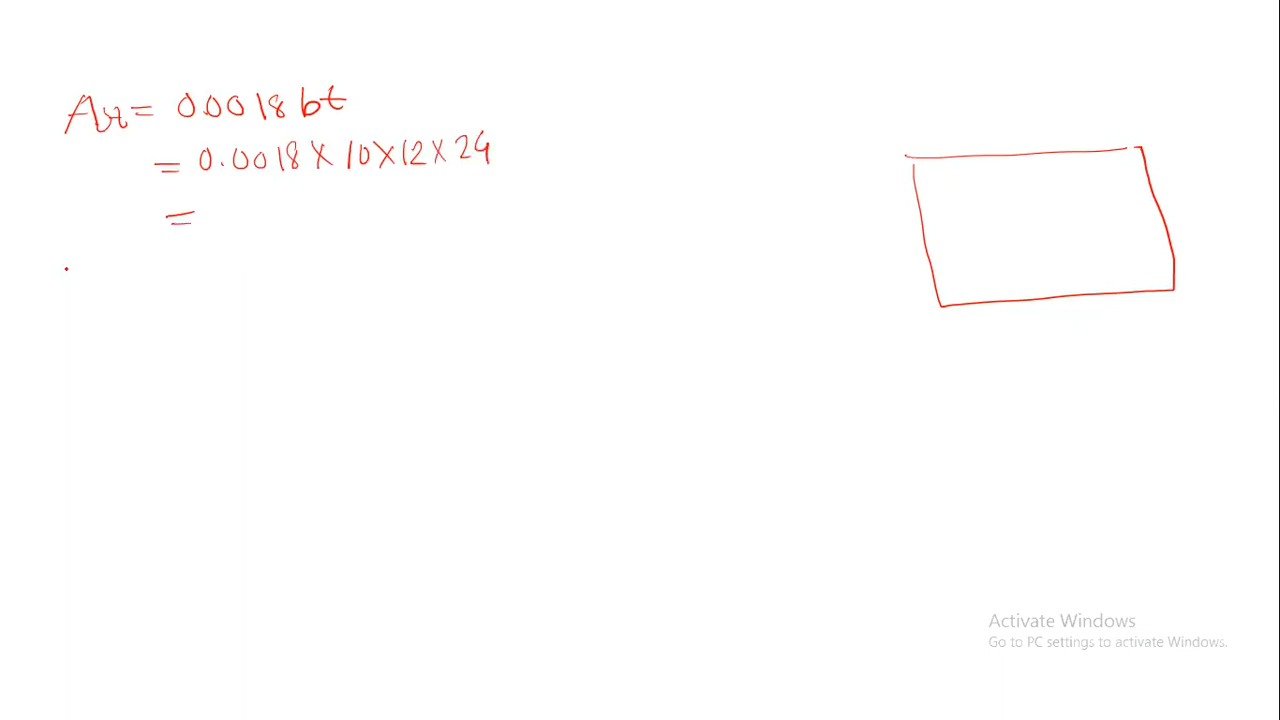 Ast = 0.0018 bt
= 0.0018 X 10 X 12 X 24
=
Activate Windows
Go to PC settings to activate Windows.